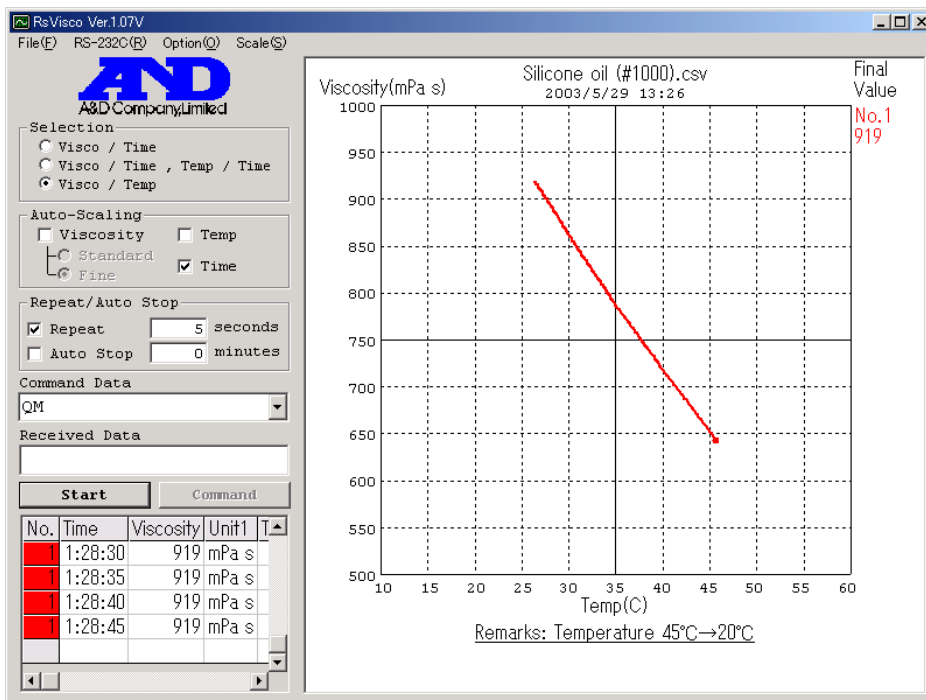 RsVisco Ver.1.07V
File(F) RS-232C(R) Option(O) Scale(S)
AND
A&D Company,Limited
Selection
Visco / Time
Visco / Time , Temp / Time
Visco / Temp
Auto-Scaling
Viscosity Temp
Standard
Fine
Time
Repeat/Auto Stop
Repeat 5 seconds
Auto Stop 0 minutes
Command Data
QM
Received Data
Start Command
No. Time Viscosity Unit1 T
1 1:28:30 919 mPa s
1 1:28:35 919 mPa s
1 1:28:40 919 mPa s
1 1:28:45 919 mPa s
Silicone oil (#1000).csv
2003/5/29 13:26
Viscosity(mPa s)
Final
Value
No.1
919
1000
950
900
850
800
750
700
650
600
550
500
10 15 20 25 30 35 40 45 50 55 60
Temp(C)
Remarks: Temperature 45℃→20℃